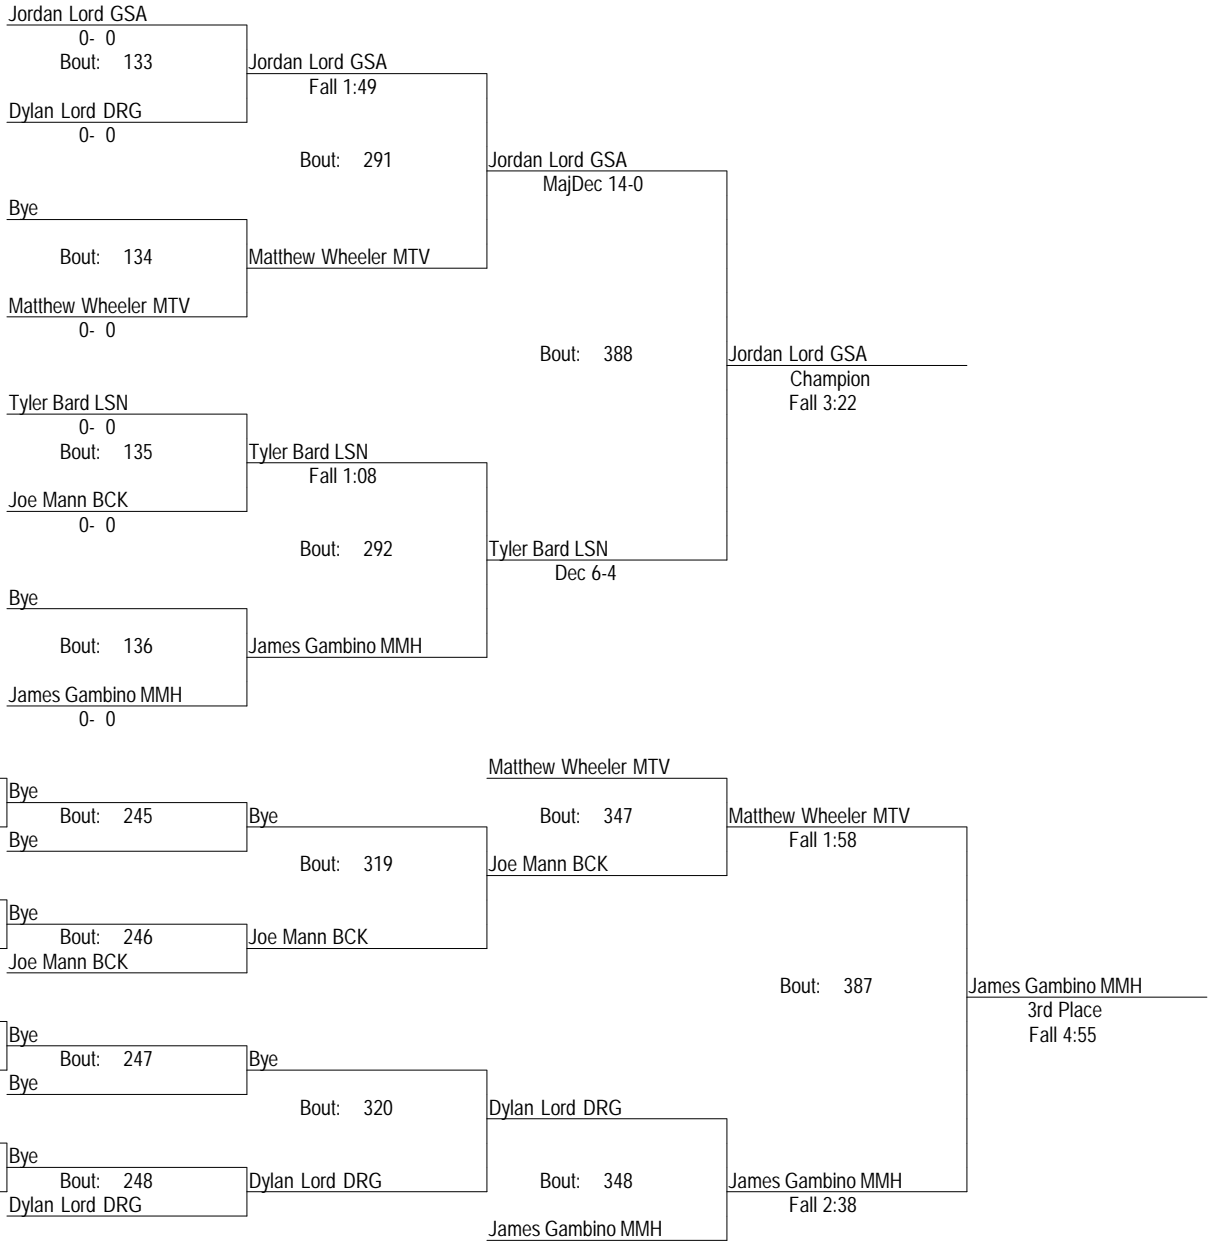 Jordan Lord GSA
0- 0
Bout: 133
Jordan Lord GSA
Fall 1:49
Dylan Lord DRG
0- 0
Bout: 291
Jordan Lord GSA
MajDec 14-0
Bye
Bout: 134
Matthew Wheeler MTV
Matthew Wheeler MTV
0- 0
Bout: 388
Jordan Lord GSA
Champion
Fall 3:22
Tyler Bard LSN
0- 0
Bout: 135
Tyler Bard LSN
Fall 1:08
Joe Mann BCK
0- 0
Bout: 292
Tyler Bard LSN
Dec 6-4
Bye
Bout: 136
James Gambino MMH
James Gambino MMH
0- 0
Matthew Wheeler MTV
Bye
Bout: 245
Bye
Bout: 347
Matthew Wheeler MTV
Fall 1:58
Bye
Bout: 319
Joe Mann BCK
Bye
Bout: 246
Joe Mann BCK
Joe Mann BCK
Bout: 387
James Gambino MMH
3rd Place
Fall 4:55
Bye
Bout: 247
Bye
Bye
Bout: 320
Dylan Lord DRG
Bye
Bout: 248
Dylan Lord DRG
Bout: 348
James Gambino MMH
Fall 2:38
Dylan Lord DRG
James Gambino MMH